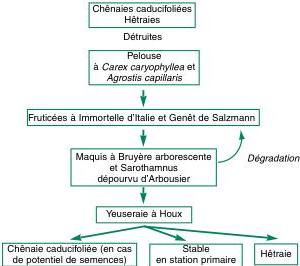 Chênaies caducifoliées
Hêtraies
Détruites
Pelouse
à Carex caryophyllea et
Agrostis capillaris
Fruticées à Immortelle d'Italie et Genêt de Salzmann
Maquis à Bruyère arborescente
et Sarothamnus
dépourvu d'Arbousier
Dégradation
Yeuseraie à Houx
Chênaie caducifoliée (en cas
de potentiel de semences)
Stable
en station primaire
Hêtraie